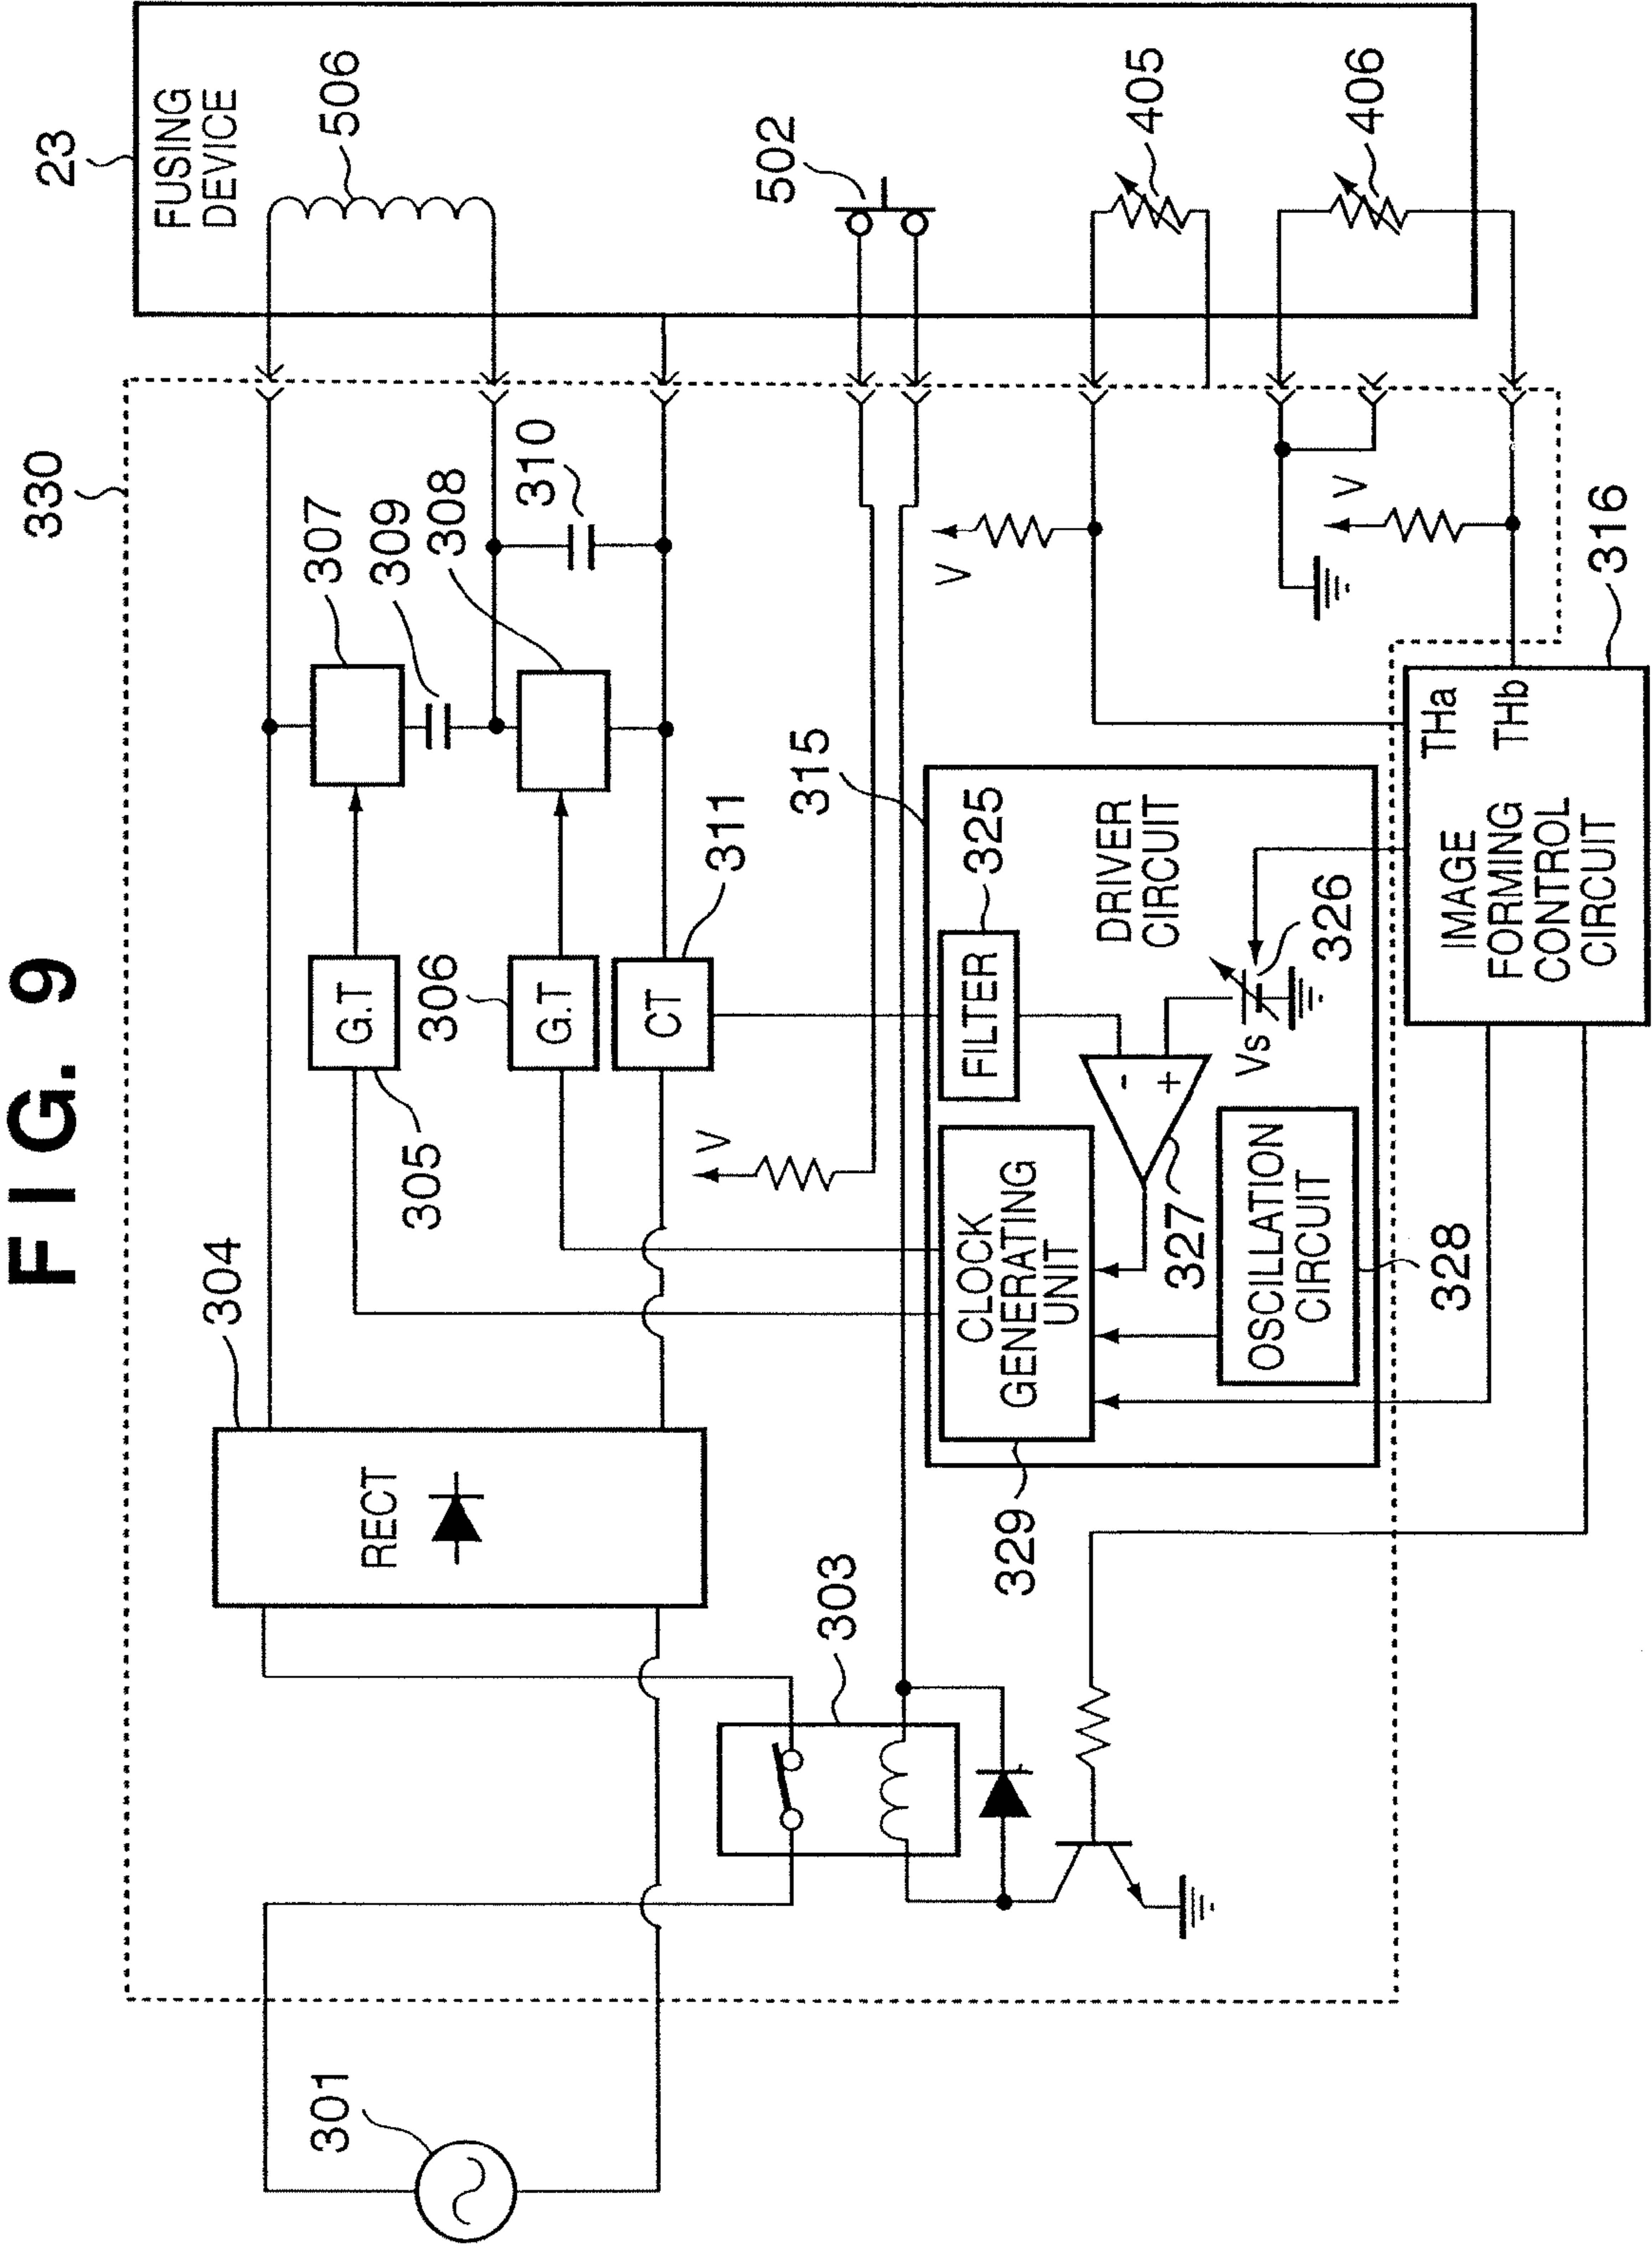 FIG. 9
23
FUSING
DEVICE
506
502
405
406
330
307
309
308
310
V
V
316
304
305
G.T
306
G.T
CT
311
315
V
RECT
303
301
DRIVER
CIRCUIT
325
FILTER
-
+
Vs
326
327
CLOCK
GENERATING
UNIT
329
OSCILLATION
CIRCUIT
328
THa
THb
IMAGE
FORMING
CONTROL
CIRCUIT